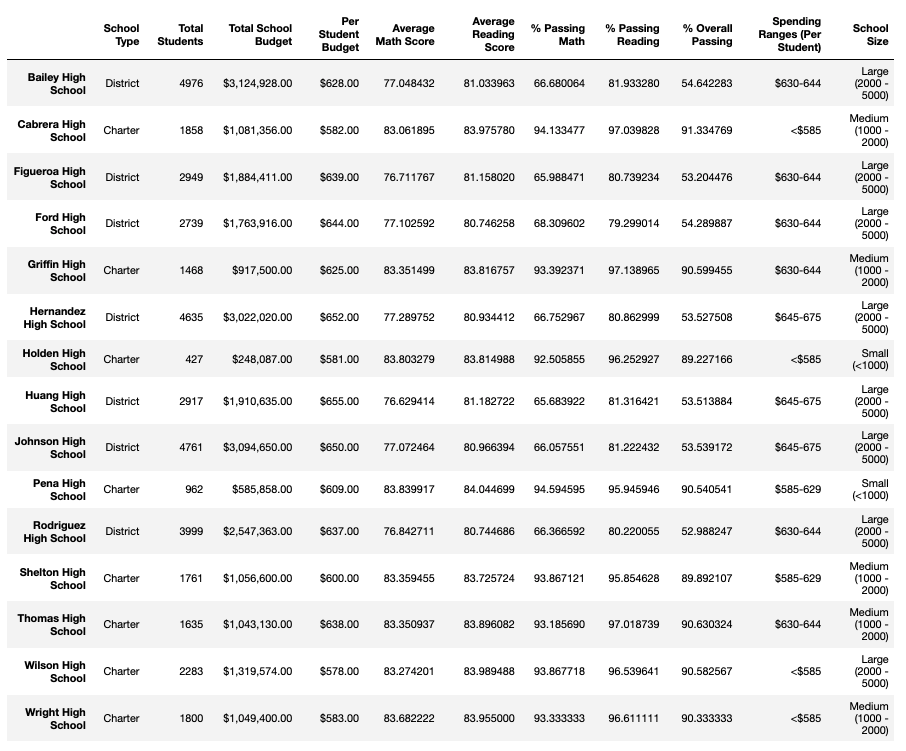 School Type Total Students Total School Budget Per Student Budget Average Math Score Average Reading Score % Passing Math % Passing Reading % Overall Passing Spending Ranges (Per Student) School Size
Bailey High School District 4976 $3,124,928.00 $628.00 77.048432 81.033963 66.680064 81.933280 54.642283 $630-644 Large (2000 - 5000)
Cabrera High School Charter 1858 $1,081,356.00 $582.00 83.061895 83.975780 94.133477 97.039828 91.334769 <$585 Medium (1000 - 2000)
Figueroa High School District 2949 $1,884,411.00 $639.00 76.711767 81.158020 65.988471 80.739234 53.204476 $630-644 Large (2000 - 5000)
Ford High School District 2739 $1,763,916.00 $644.00 77.102592 80.746258 68.309602 79.299014 54.289887 $630-644 Large (2000 - 5000)
Griffin High School Charter 1468 $917,500.00 $625.00 83.351499 83.816757 93.392371 97.138965 90.599455 $630-644 Medium (1000 - 2000)
Hernandez High School District 4635 $3,022,020.00 $652.00 77.289752 80.934412 66.752967 80.862999 53.527508 $645-675 Large (2000 - 5000)
Holden High School Charter 427 $248,087.00 $581.00 83.803279 83.814988 92.505855 96.252927 89.227166 <$585 Small (<1000)
Huang High School District 2917 $1,910,635.00 $655.00 76.629414 81.182722 65.683922 81.316421 53.513884 $645-675 Large (2000 - 5000)
Johnson High School District 4761 $3,094,650.00 $650.00 77.072464 80.966394 66.057551 81.222432 53.539172 $645-675 Large (2000 - 5000)
Pena High School Charter 962 $585,858.00 $609.00 83.839917 84.044699 94.594595 95.945946 90.540541 $585-629 Small (<1000)
Rodriguez High School District 3999 $2,547,363.00 $637.00 76.842711 80.744686 66.366592 80.220055 52.988247 $630-644 Large (2000 - 5000)
Shelton High School Charter 1761 $1,056,600.00 $600.00 83.359455 83.725724 93.867121 95.854628 89.892107 $585-629 Medium (1000 - 2000)
Thomas High School Charter 1635 $1,043,130.00 $638.00 83.350937 83.896082 93.185690 97.018739 90.630324 $630-644 Medium (1000 - 2000)
Wilson High School Charter 2283 $1,319,574.00 $578.00 83.274201 83.989488 93.867718 96.539641 90.582567 <$585 Large (2000 - 5000)
Wright High School Charter 1800 $1,049,400.00 $583.00 83.682222 83.955000 93.333333 96.611111 90.333333 <$585 Medium (1000 - 2000)